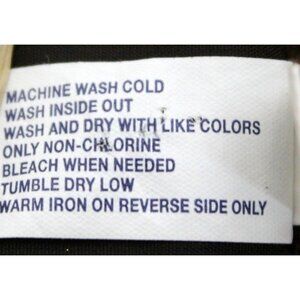 MACHINE WASH COLD
WASH INSIDE OUT
WASH AND DRY WITH LIKE COLORS
ONLY NON-CHLORINE
BLEACH WHEN NEEDED
TUMBLE DRY LOW
WARM IRON ON REVERSE SIDE ONLY